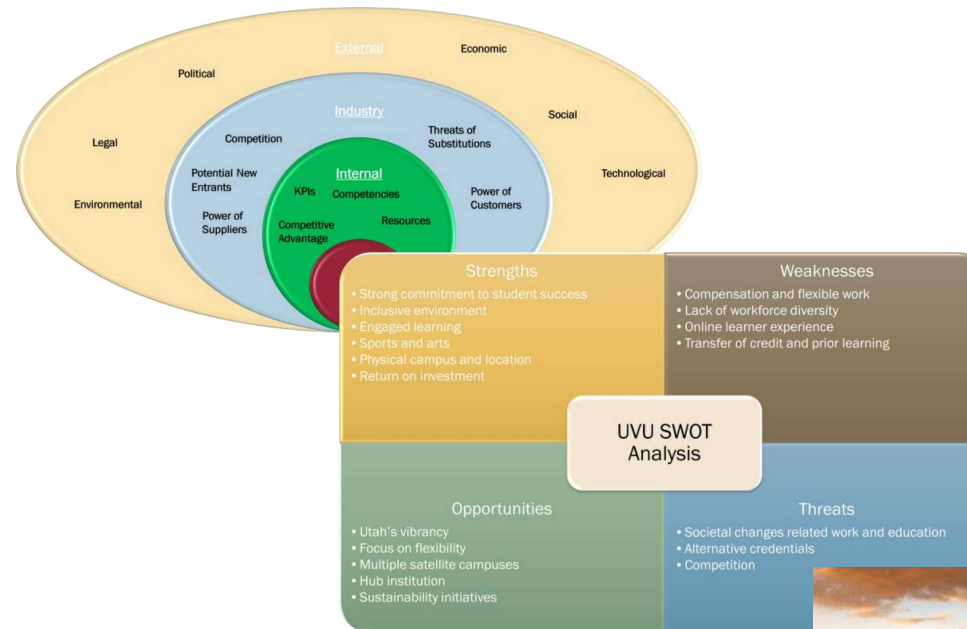 External
Economic
Political
Industry
Social
Legal
Competition
Threats of
Substitutions
Potential New
Entrants
Internal
Technological
KPIs
Competencies
Power of
Customers
Environmental
Power of
Suppliers
Competitive
Advantage
Resources
Strengths
• Strong commitment to student success
• Inclusive environment
• Engaged learning
• Sports and arts
• Physical campus and location
• Return on investment
Weaknesses
• Compensation and flexible work
• Lack of workforce diversity
• Online learner experience
• Transfer of credit and prior learning
UVU SWOT
Analysis
Opportunities
• Utah's vibrancy
• Focus on flexibility
• Multiple satellite campuses
• Hub institution
• Sustainability initiatives
Threats
• Societal changes related work and education
• Alternative credentials
• Competition